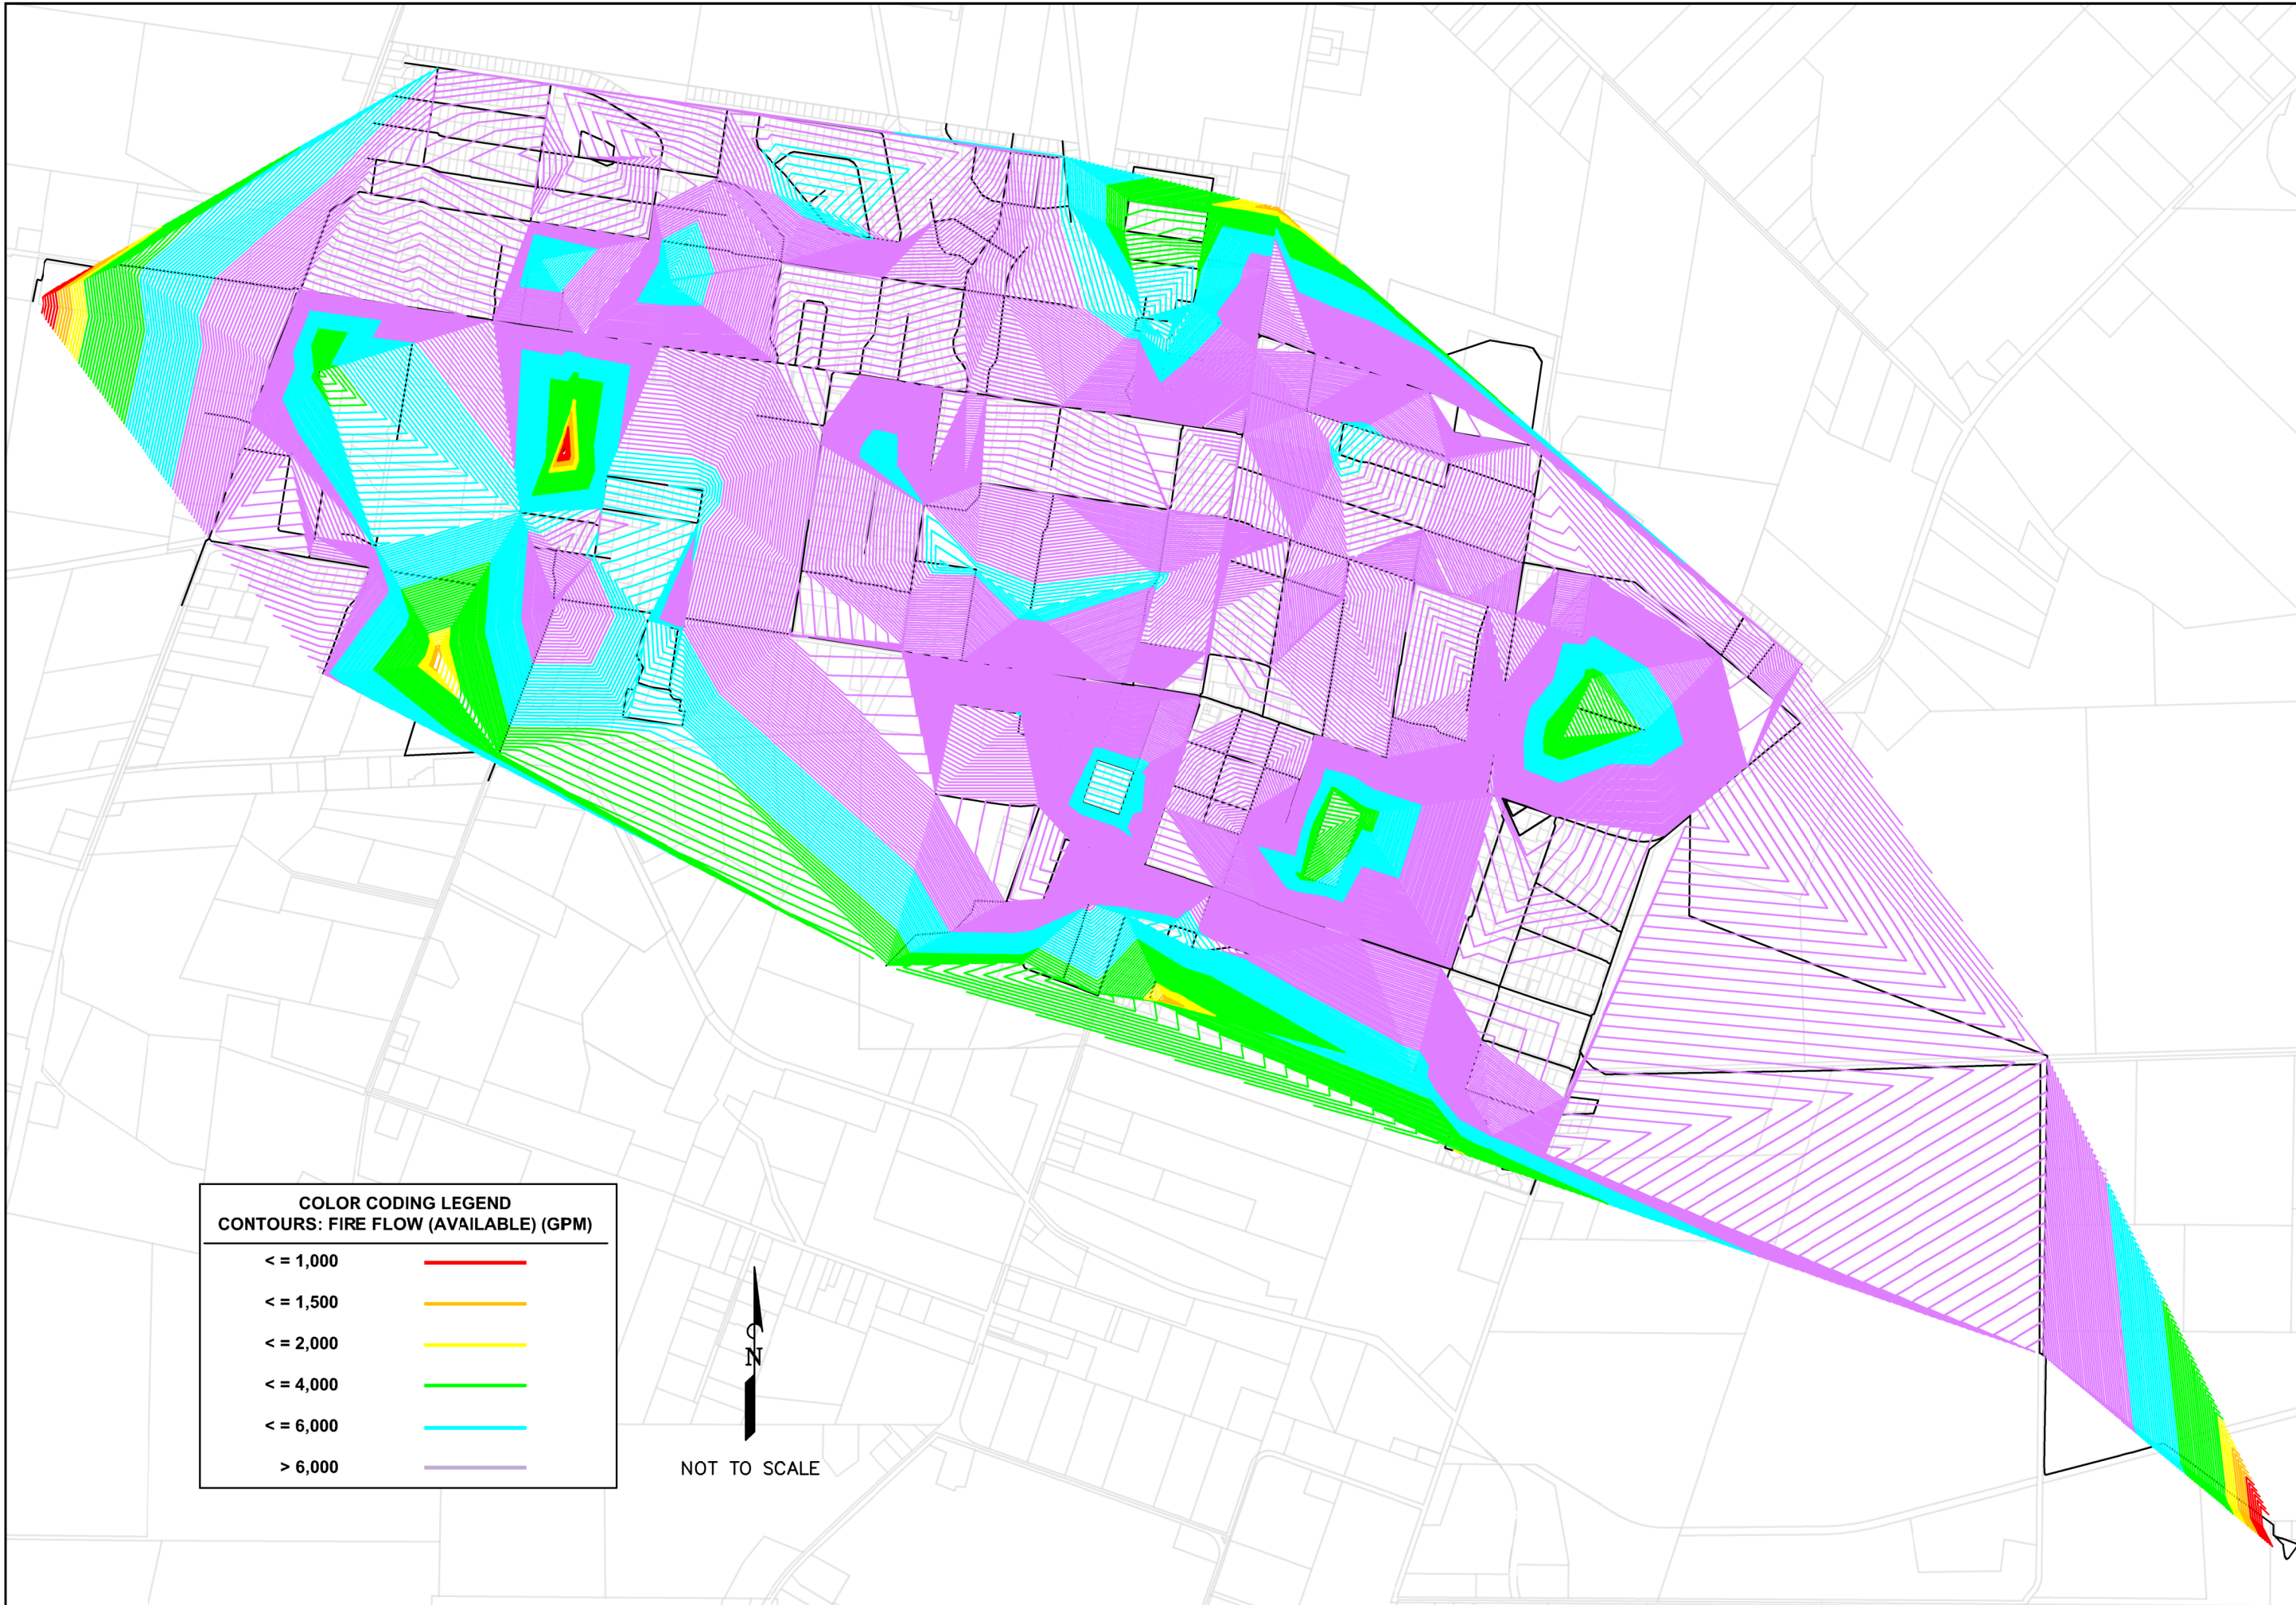 COLOR CODING LEGEND
CONTOURS: FIRE FLOW (AVAILABLE) (GPM)
< = 1,000
< = 1,500
< = 2,000
< = 4,000
< = 6,000
> 6,000
N
NOT TO SCALE